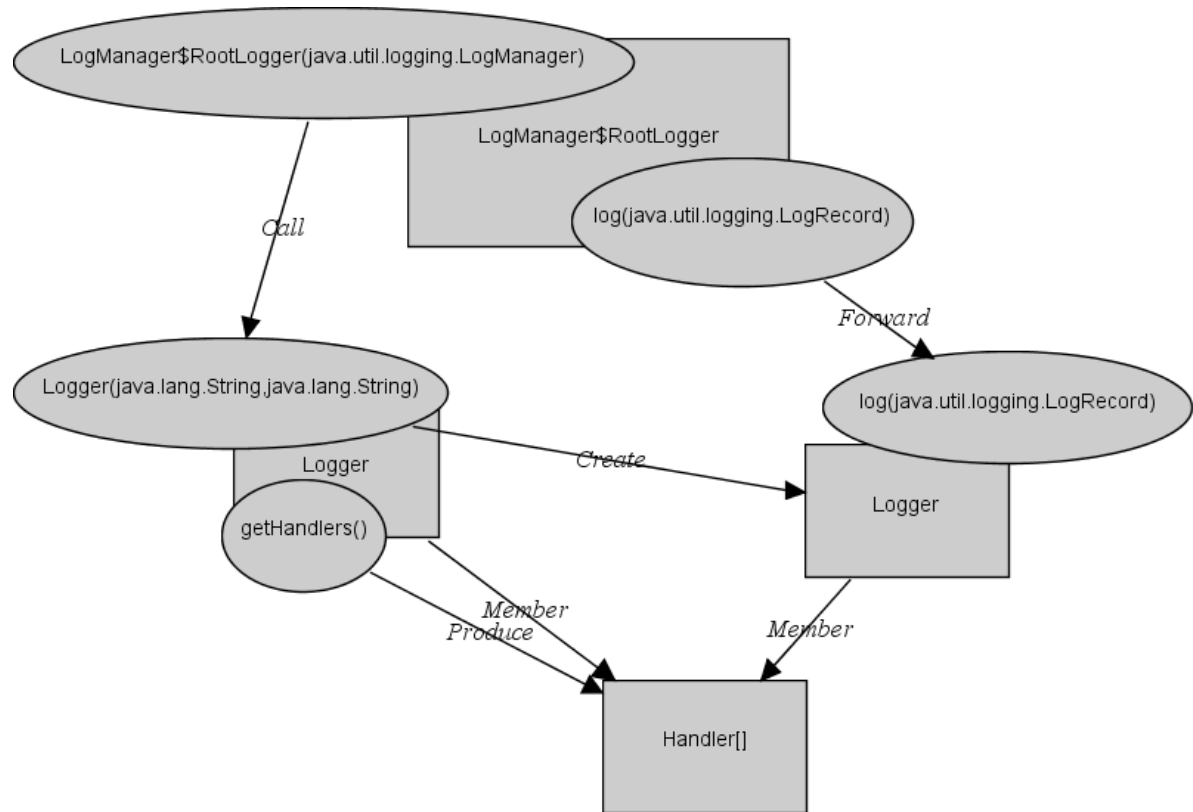 LogManager$RootLogger(java.util.logging.LogManager)
LogManager$RootLogger
log(java.util.logging.LogRecord)
Call
Forward
Logger(java.lang.String,java.lang.String)
log(java.util.logging.LogRecord)
Logger
Create
Logger
getHandlers()
Member
Produce
Member
Handler[]